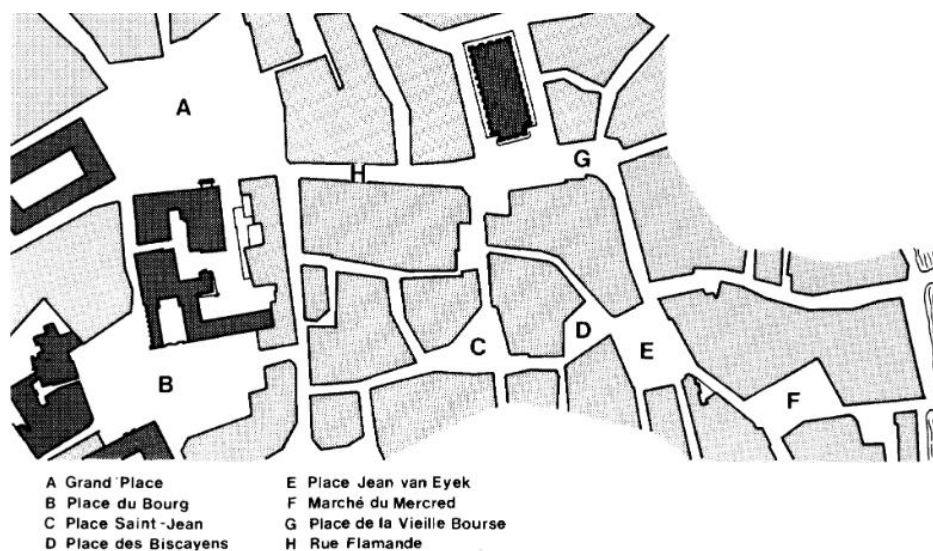 A
G
H
C
D
E
B
F
A Grand Place
B Place du Bourg
C Place Saint-Jean
D Place des Biscayens
E Place Jean van Eyek
F Marché du Mercred
G Place de la Vieille Bourse
H Rue Flamande